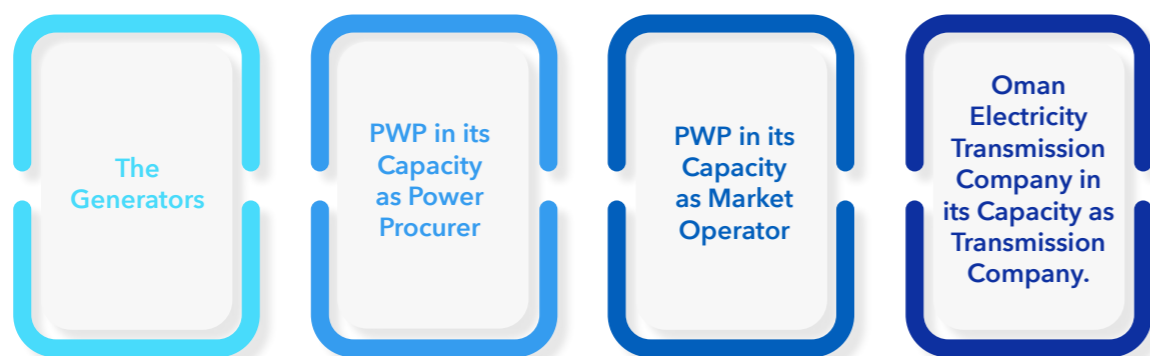 The
Generators
PWP in its
Capacity
as Power
Procurer
PWP in its
Capacity
as Market
Operator
Oman
Electricity
Transmission
Company in
its Capacity as
Transmission
Company.